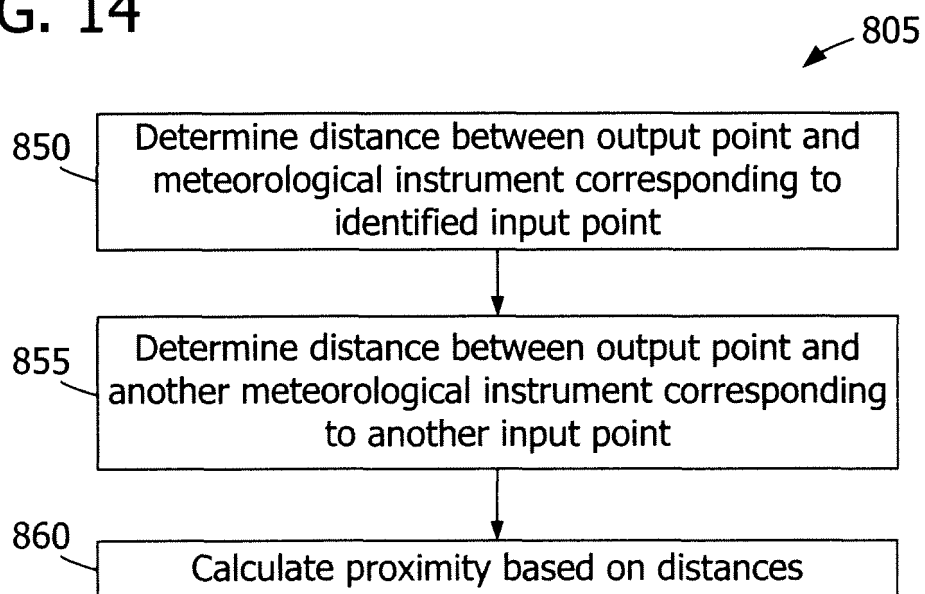 G. 14
805
850
Determine distance between output point and
meteorological instrument corresponding to
identified input point
855
Determine distance between output point and
another meteorological instrument corresponding
to another input point
860
Calculate proximity based on distances